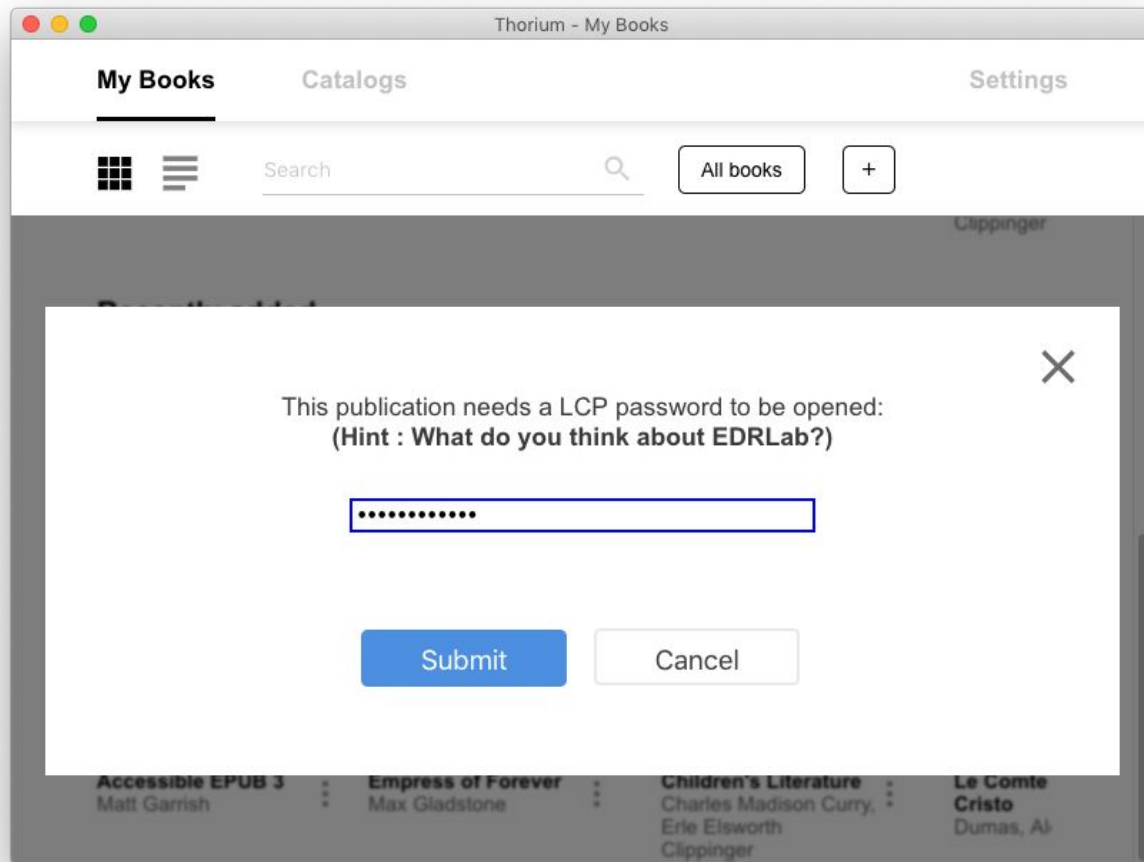 Thorium - My Books
My Books
Catalogs
Settings
Search
All books
+
Clippinger
Recently added
This publication needs a LCP password to be opened:
(Hint : What do you think about EDRLab?)
••••••••••••
Submit
Cancel
Accessible EPUB 3
Matt Garrish
Empress of Forever
Max Gladstone
Children's Literature
Charles Madison Curry,
Erle Elsworth
Clippinger
Le Comte
Cristo
Dumas, Al